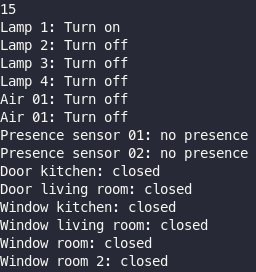 15
Lamp 1: Turn on
Lamp 2: Turn off
Lamp 3: Turn off
Lamp 4: Turn off
Air 01: Turn off
Air 01: Turn off
Presence sensor 01: no presence
Presence sensor 02: no presence
Door kitchen: closed
Door living room: closed
Window kitchen: closed
Window living room: closed
Window room: closed
Window room 2: closed